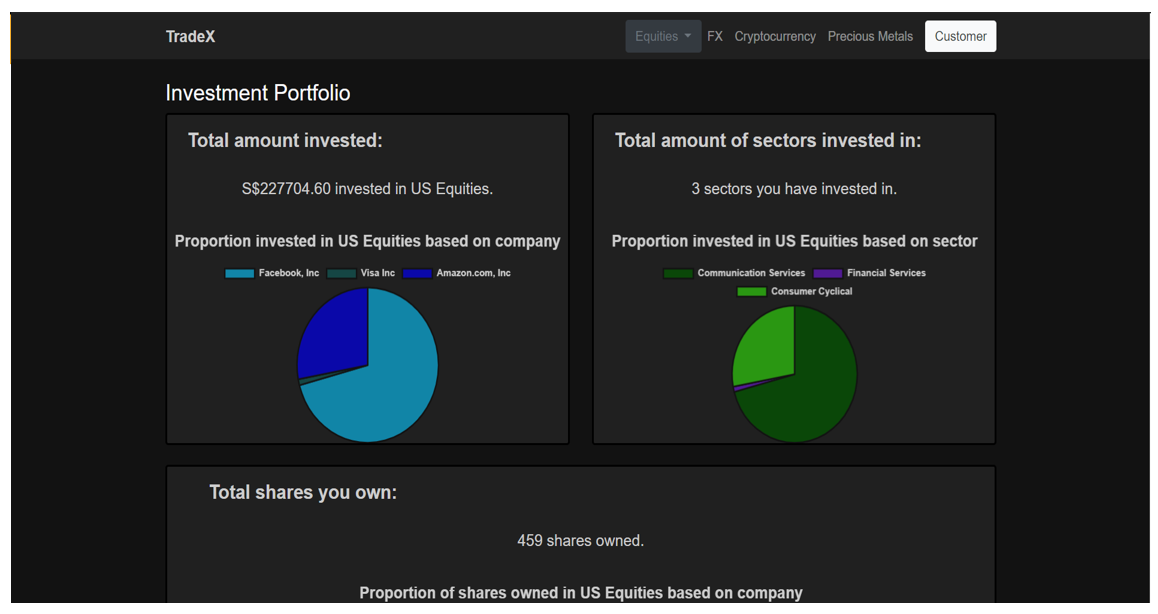 TradeX Equities FX Cryptocurrency Precious Metals Customer
Investment Portfolio
Total amount invested:
S$227704.60 invested in US Equities.
Proportion invested in US Equities based on company
Facebook, Inc Visa Inc Amazon.com, Inc
Total amount of sectors invested in:
3 sectors you have invested in.
Proportion invested in US Equities based on sector
Communication Services Financial Services
Consumer Cyclical
Total shares you own:
459 shares owned.
Proportion of shares owned in US Equities based on company